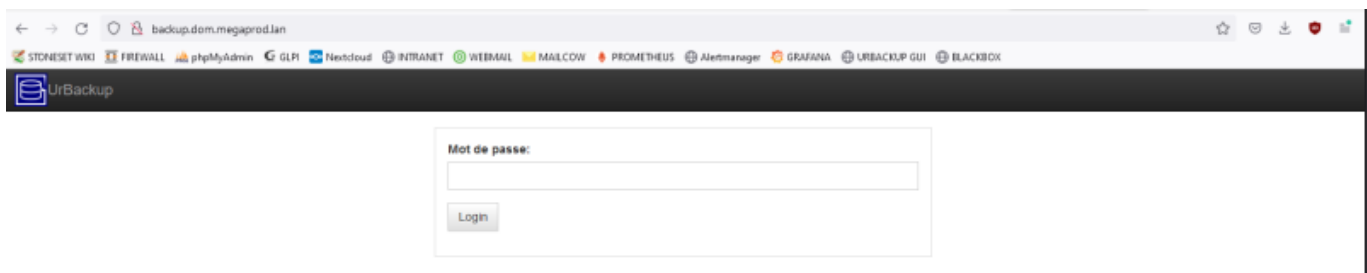 backup.dom.megaprod.lan
STONESET WIKI FIREWALL phpMyAdmin GLPI Nextcloud INTRANET WEBMAIL MAILCOW PROMETHEUS Alertmanager GRAFANA URBACKUP GUI BLACKBOX
UrBackup
Mot de passe:
Login